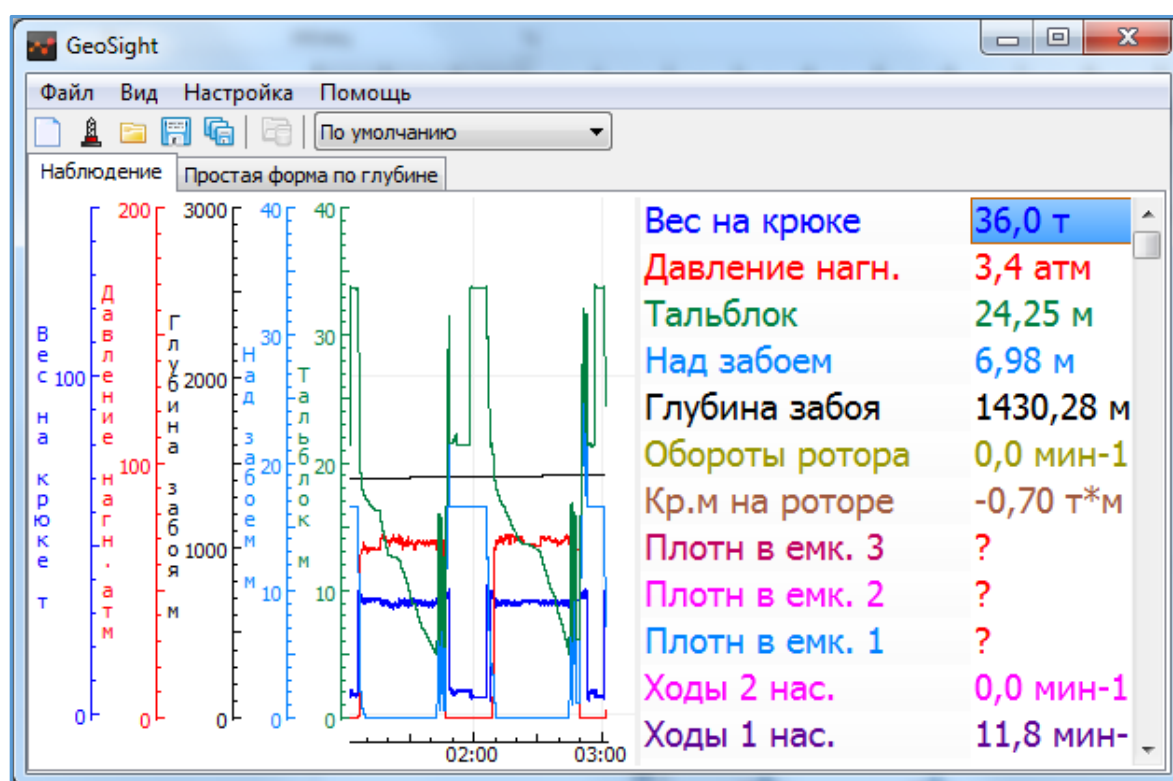 GeoSight
Файл Вид Настройка Помощь
По умолчанию
Наблюдение Простая форма по глубине
Вес на крюке т
100
0
Давление нагн. атм
200
100
0
Глубина забоя м
3000
2000
1000
0
Над забоем м
40
30
20
10
0
Тальблок м
40
30
20
10
0
02:00 03:00
Вес на крюке 36,0 т
Давление нагн. 3,4 атм
Тальблок 24,25 м
Над забоем 6,98 м
Глубина забоя 1430,28 м
Обороты ротора 0,0 мин-1
Кр.м на роторе -0,70 т*м
Плотн в емк. 3 ?
Плотн в емк. 2 ?
Плотн в емк. 1 ?
Ходы 2 нас. 0,0 мин-1
Ходы 1 нас. 11,8 мин-